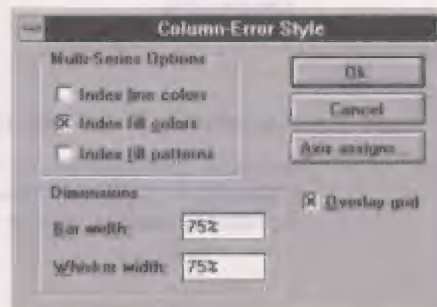 Column-Error Style
Multi-Series Options
Index line colors
Index fill colors
Index fill patterns
Ok
Cancel
Axis assigns...
Dimensions
Bar width: 75%
Whisker width: 75%
Overlay grid